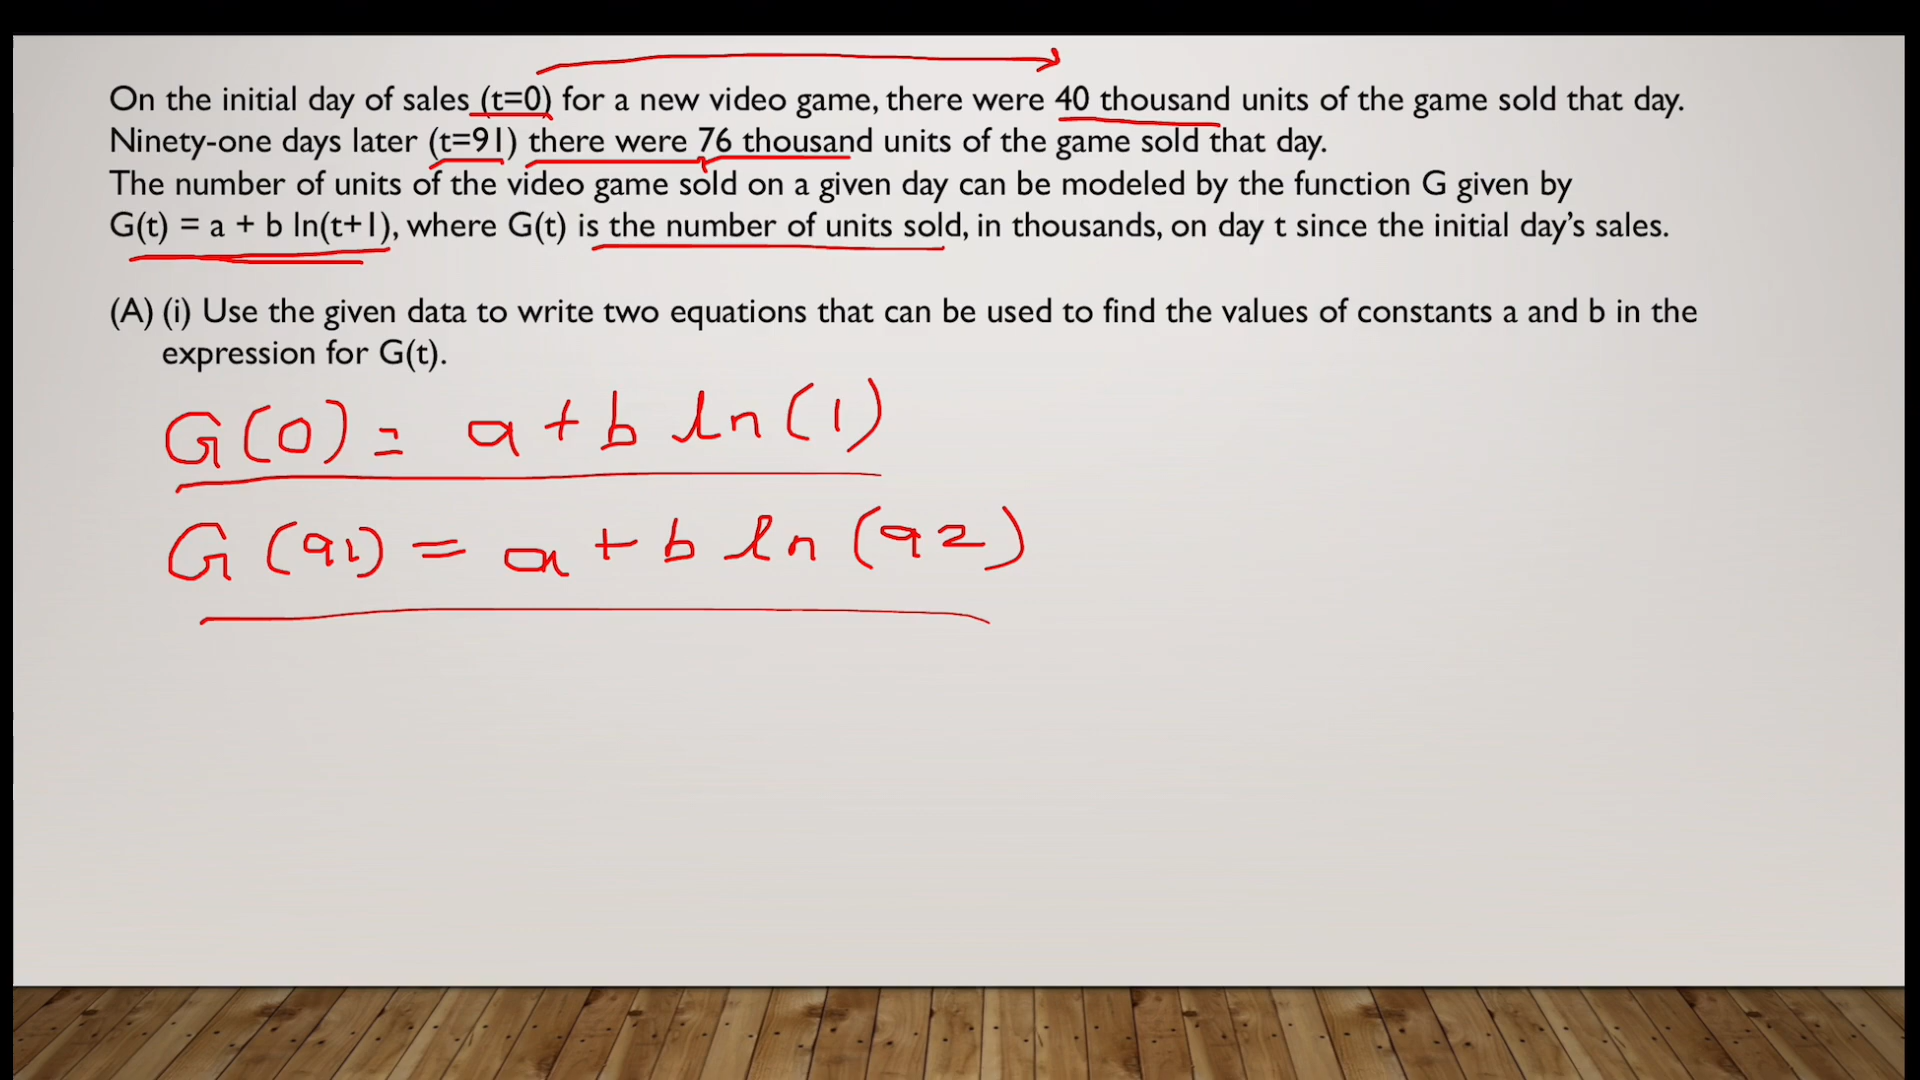 On the initial day of sales (t=0) for a new video game, there were 40 thousand units of the game sold that day.
Ninety-one days later (t=91) there were 76 thousand units of the game sold that day.
The number of units of the video game sold on a given day can be modeled by the function G given by
G(t) = a + b ln(t+1), where G(t) is the number of units sold, in thousands, on day t since the initial day’s sales.
(A) (i) Use the given data to write two equations that can be used to find the values of constants a and b in the
expression for G(t).
G(0) = a + b ln(1)
G(91) = a + b ln(92)